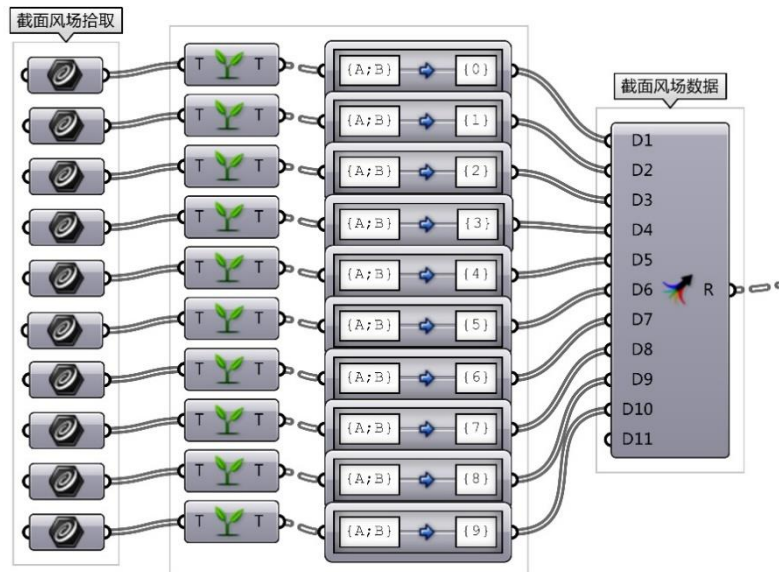 截面风场拾取
T T {A;B} {0}
T T {A;B} {1}
T T {A;B} {2}
T T {A;B} {3}
T T {A;B} {4}
T T {A;B} {5}
T T {A;B} {6}
T T {A;B} {7}
T T {A;B} {8}
T T {A;B} {9}
截面风场数据
D1
D2
D3
D4
D5
D6 R
D7
D8
D9
D10
D11